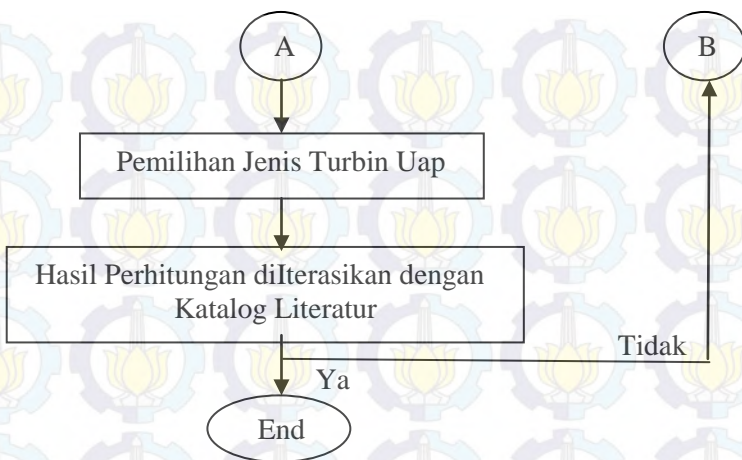 A
B
Pemilihan Jenis Turbin Uap
Hasil Perhitungan diIterasikan dengan
Katalog Literatur
Tidak
Ya
End